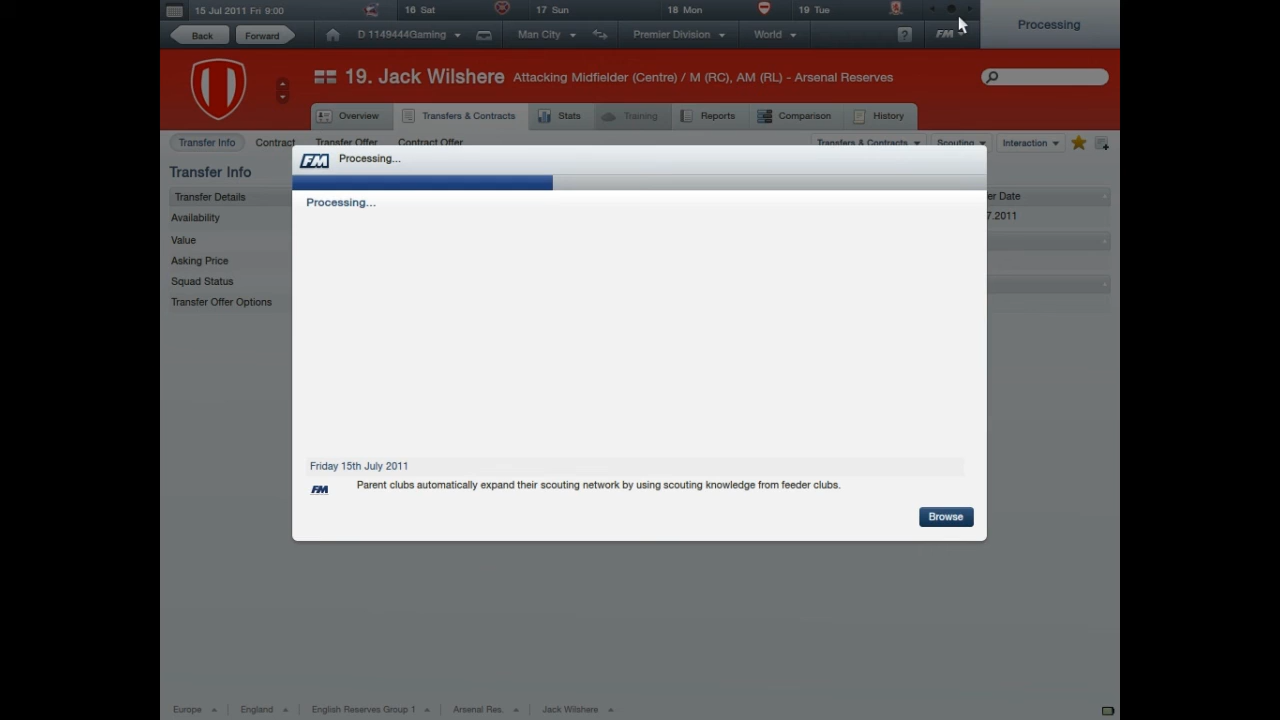 15 Jul 2011 Fri 9:00
16 Sat
17 Sun
18 Mon
19 Tue
Processing
Back
Forward
D 1149444Gaming
Man City
Premier Division
World
?
FM
19. Jack Wilshere Attacking Midfielder (Centre) / M (RC), AM (RL) - Arsenal Reserves
Overview
Transfers & Contracts
Stats
Training
Reports
Comparison
History
Transfer Info
Contract
Transfer Offer
Contract Offer
Transfers & Contracts
Scouting
Interaction
FM Processing...
Transfer Info
Processing...
Transfer Details
er Date
Availability
7.2011
Value
Asking Price
Squad Status
Transfer Offer Options
Friday 15th July 2011
FM Parent clubs automatically expand their scouting network by using scouting knowledge from feeder clubs.
Browse
Europe
England
English Reserves Group 1
Arsenal Res.
Jack Wilshere